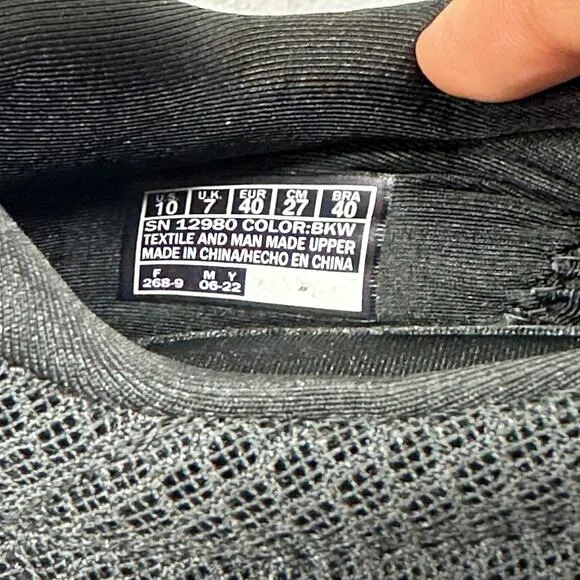 U.S. U.K. EUR CM BRA
10 7 40 27 40
SN 12980 COLOR:BKW
TEXTILE AND MAN MADE UPPER
MADE IN CHINA/HECHO EN CHINA
F M Y
268-9 06-22